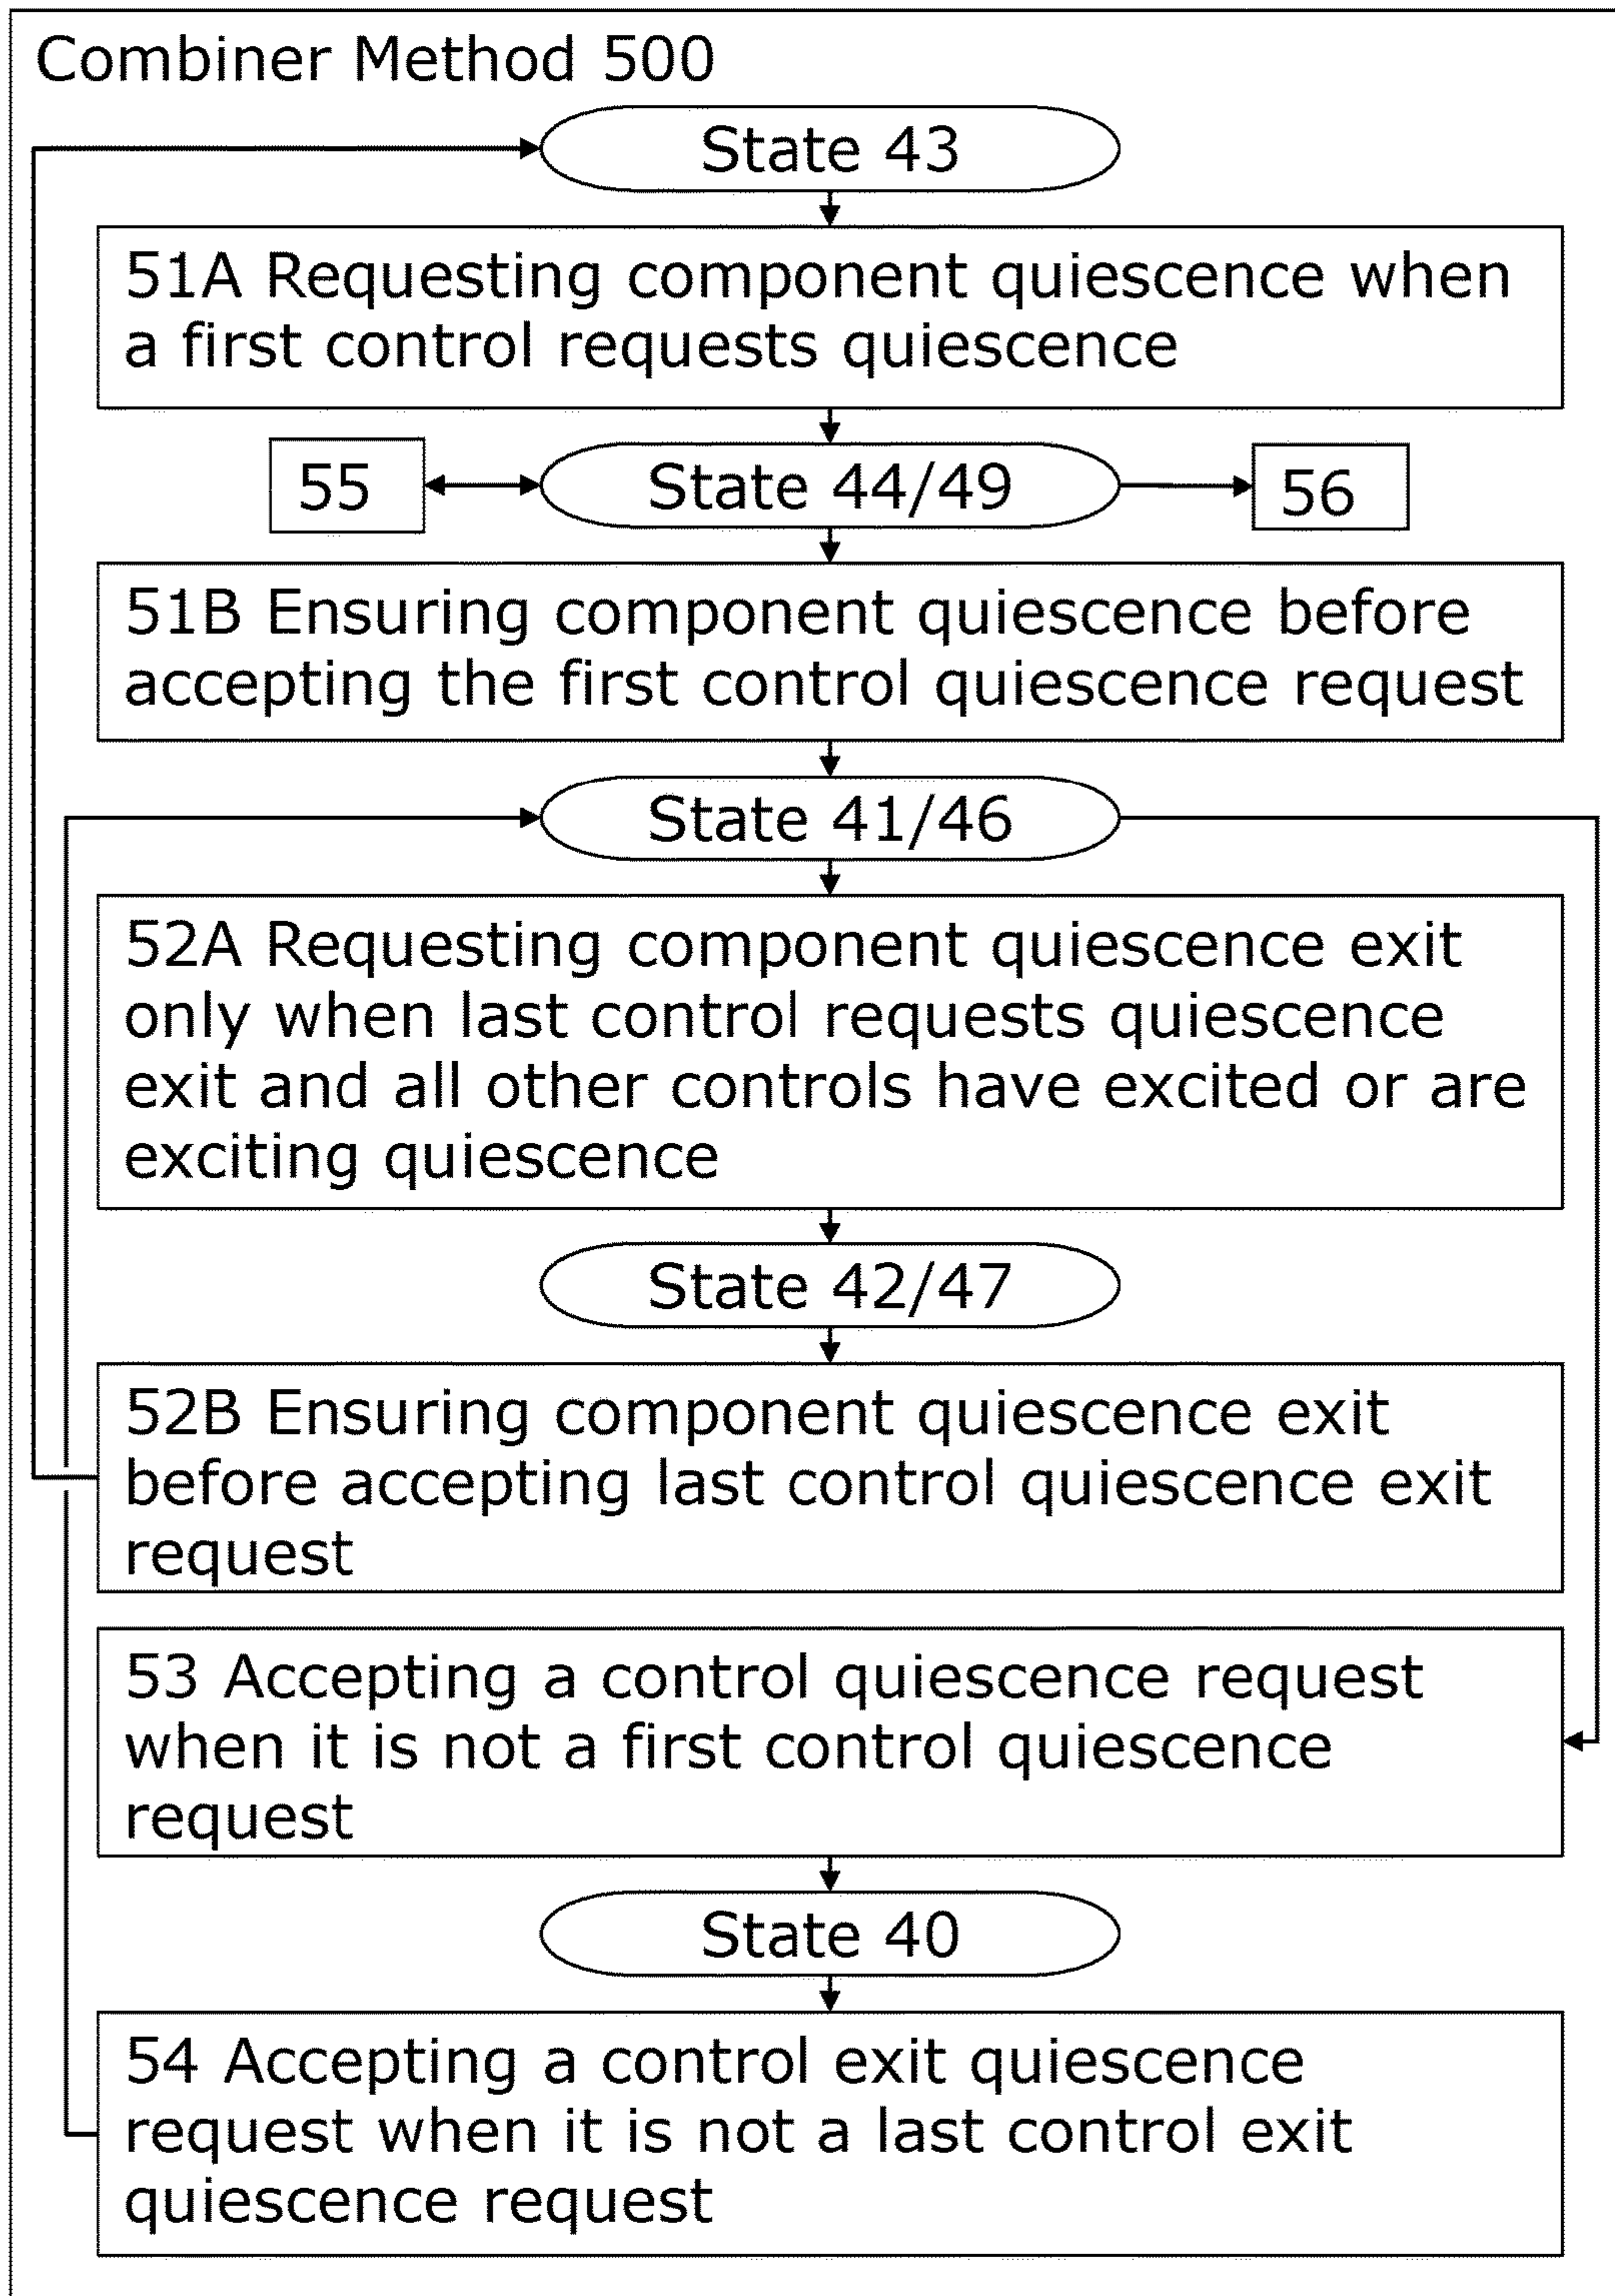 Combiner Method 500
State 43
51A Requesting component quiescence when
a first control requests quiescence
55
State 44/49
56
51B Ensuring component quiescence before
accepting the first control quiescence request
State 41/46
52A Requesting component quiescence exit
only when last control requests quiescence
exit and all other controls have excited or are
exciting quiescence
State 42/47
52B Ensuring component quiescence exit
before accepting last control quiescence exit
request
53 Accepting a control quiescence request
when it is not a first control quiescence
request
State 40
54 Accepting a control exit quiescence
request when it is not a last control exit
quiescence request